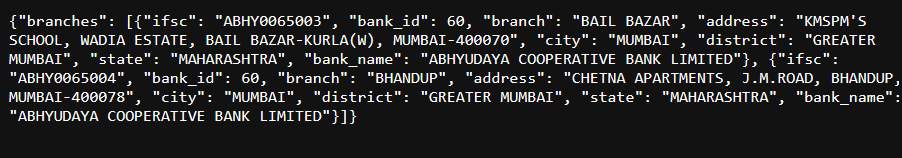 {"branches": [{"ifsc": "ABHY0065003", "bank_id": 60, "branch": "BAIL BAZAR", "address": "KMSPM'S
SCHOOL, WADIA ESTATE, BAIL BAZAR-KURLA(W), MUMBAI-400070", "city": "MUMBAI", "district": "GREATER
MUMBAI", "state": "MAHARASHTRA", "bank_name": "ABHYUDAYA COOPERATIVE BANK LIMITED"}, {"ifsc":
"ABHY0065004", "bank_id": 60, "branch": "BHANDUP", "address": "CHETNA APARTMENTS, J.M.ROAD, BHANDUP,
MUMBAI-400078", "city": "MUMBAI", "district": "GREATER MUMBAI", "state": "MAHARASHTRA", "bank_name":
"ABHYUDAYA COOPERATIVE BANK LIMITED"}]}